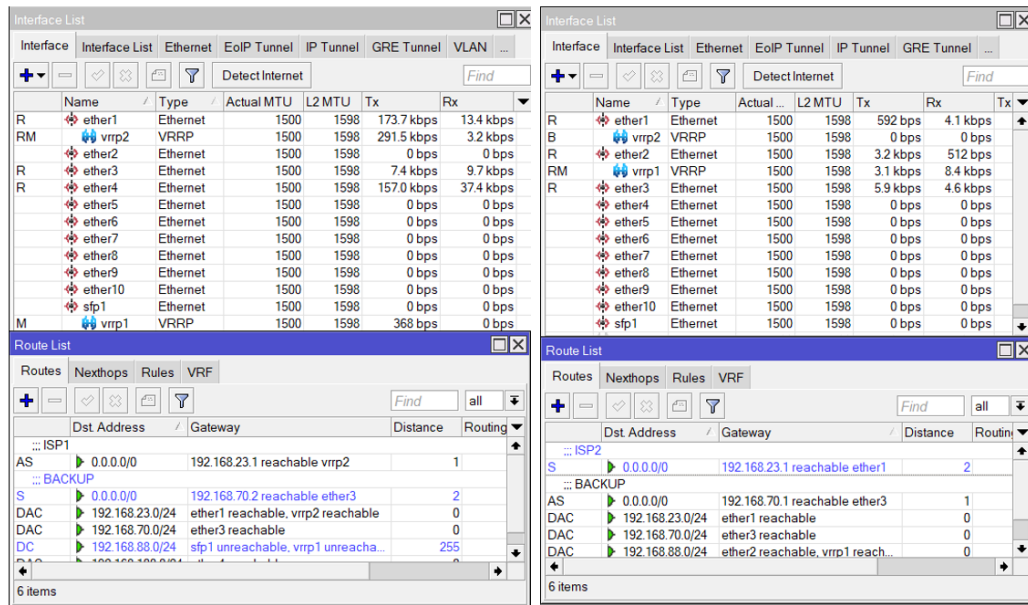 Interface List
Interface Interface List Ethernet EoIP Tunnel IP Tunnel GRE Tunnel VLAN ...
Detect Internet Find
Name Type Actual MTU L2 MTU Tx Rx
R ether1 Ethernet 1500 1598 173.7 kbps 13.4 kbps
RM vrrp2 VRRP 1500 1598 291.5 kbps 3.2 kbps
ether2 Ethernet 1500 1598 0 bps 0 bps
R ether3 Ethernet 1500 1598 7.4 kbps 9.7 kbps
R ether4 Ethernet 1500 1598 157.0 kbps 37.4 kbps
ether5 Ethernet 1500 1598 0 bps 0 bps
ether6 Ethernet 1500 1598 0 bps 0 bps
ether7 Ethernet 1500 1598 0 bps 0 bps
ether8 Ethernet 1500 1598 0 bps 0 bps
ether9 Ethernet 1500 1598 0 bps 0 bps
ether10 Ethernet 1500 1598 0 bps 0 bps
sfp1 Ethernet 1500 1598 0 bps 0 bps
M vrrp1 VRRP 1500 1598 368 bps 0 bps
Route List
Routes Nexthops Rules VRF
Find all
Dst. Address Gateway Distance Routing
;;; ISP1
AS 0.0.0.0/0 192.168.23.1 reachable vrrp2 1
;;; BACKUP
S 0.0.0.0/0 192.168.70.2 reachable ether3 2
DAC 192.168.23.0/24 ether1 reachable, vrrp2 reachable 0
DAC 192.168.70.0/24 ether3 reachable 0
DC 192.168.88.0/24 sfp1 unreachable, vrrp1 unreacha... 255
6 items
Interface List
Interface Interface List Ethernet EoIP Tunnel IP Tunnel GRE Tunnel ...
Detect Internet Find
Name Type Actual ... L2 MTU Tx Rx Tx
R ether1 Ethernet 1500 1598 592 bps 4.1 kbps
B vrrp2 VRRP 1500 1598 0 bps 0 bps
R ether2 Ethernet 1500 1598 3.2 kbps 512 bps
RM vrrp1 VRRP 1500 1598 3.1 kbps 8.4 kbps
R ether3 Ethernet 1500 1598 5.9 kbps 4.6 kbps
ether4 Ethernet 1500 1598 0 bps 0 bps
ether5 Ethernet 1500 1598 0 bps 0 bps
ether6 Ethernet 1500 1598 0 bps 0 bps
ether7 Ethernet 1500 1598 0 bps 0 bps
ether8 Ethernet 1500 1598 0 bps 0 bps
ether9 Ethernet 1500 1598 0 bps 0 bps
ether10 Ethernet 1500 1598 0 bps 0 bps
sfp1 Ethernet 1500 1598 0 bps 0 bps
Route List
Routes Nexthops Rules VRF
Find all
Dst. Address Gateway Distance Routin
;;; ISP2
S 0.0.0.0/0 192.168.23.1 reachable ether1 2
;;; BACKUP
AS 0.0.0.0/0 192.168.70.1 reachable ether3 1
DAC 192.168.23.0/24 ether1 reachable 0
DAC 192.168.70.0/24 ether3 reachable 0
DAC 192.168.88.0/24 ether2 reachable, vrrp1 reach... 0
6 items